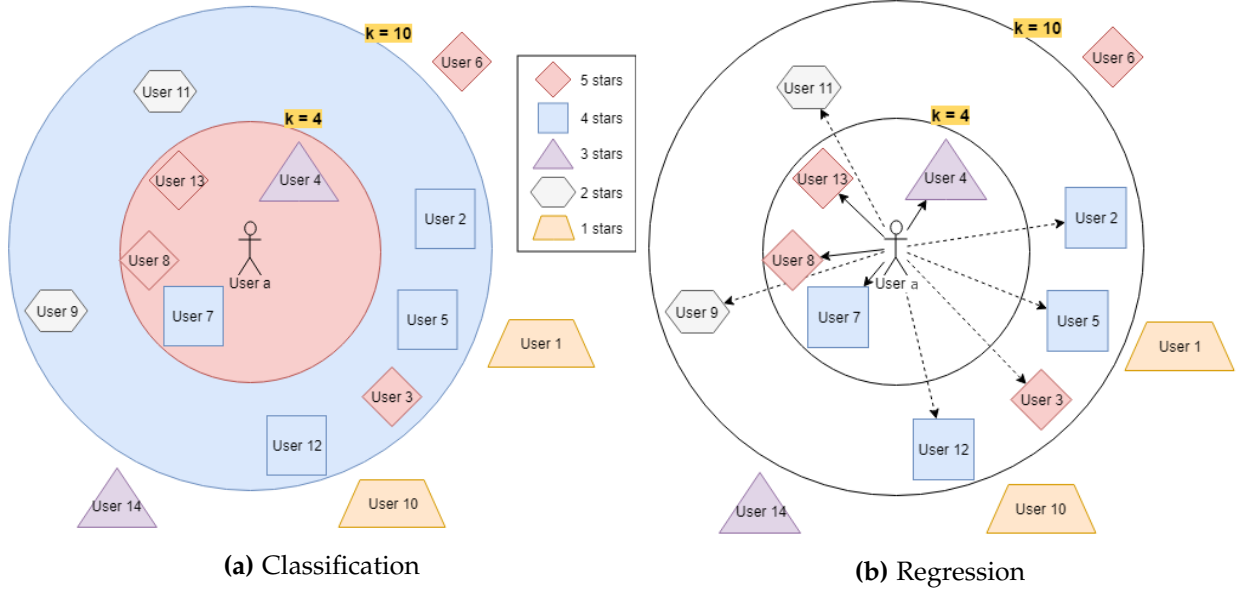 k = 10
User 6
User 11
k = 4
User 13
User 4
User 2
User 8
User a
User 9
User 7
User 5
User 1
User 3
User 12
User 14
User 10
(a) Classification
5 stars
4 stars
3 stars
2 stars
1 stars
k = 10
User 6
User 11
k = 4
User 13
User 4
User 2
User 8
User a
User 9
User 7
User 5
User 1
User 3
User 12
User 14
User 10
(b) Regression